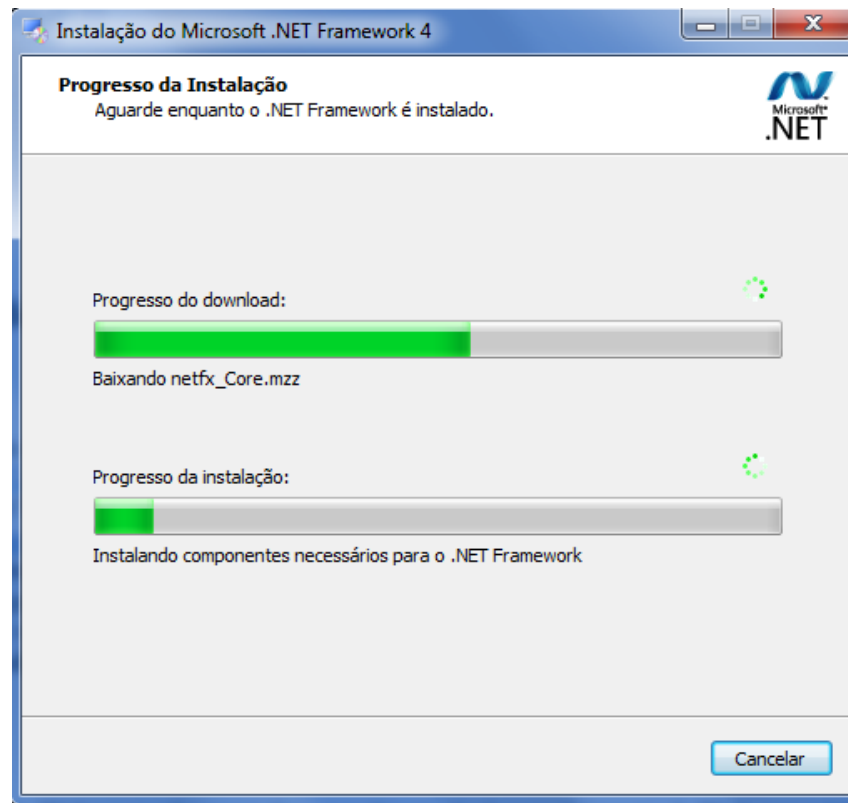 Instalação do Microsoft .NET Framework 4
Progresso da Instalação
Aguarde enquanto o .NET Framework é instalado.
Microsoft®
.NET
Progresso do download:
Baixando netfx_Core.mzz
Progresso da instalação:
Instalando componentes necessários para o .NET Framework
Cancelar